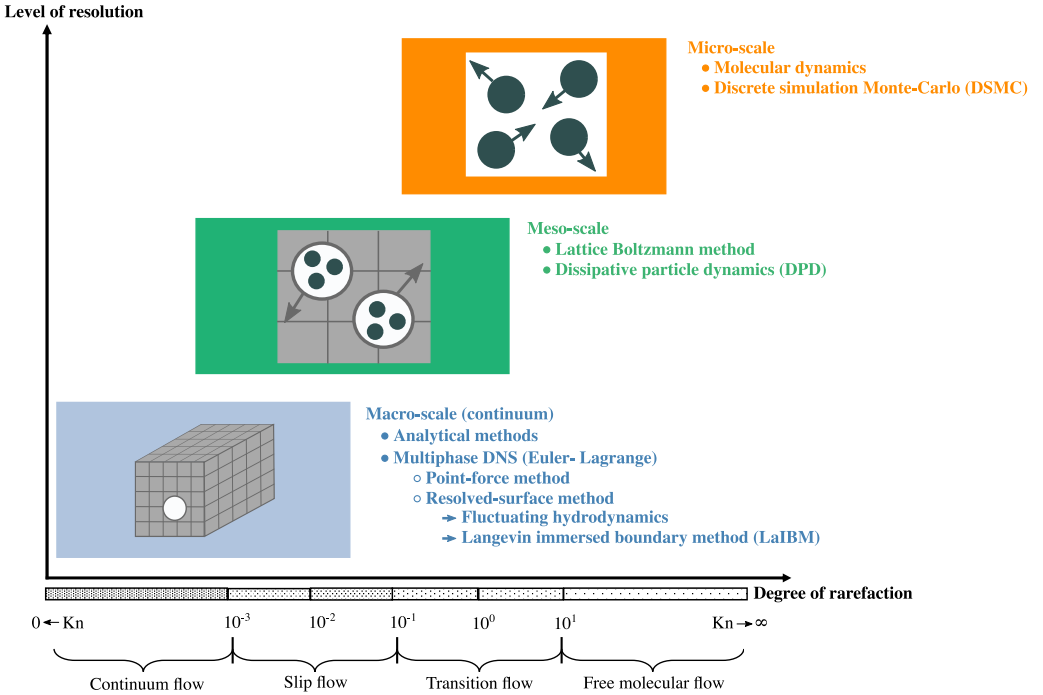 Level of resolution
Micro-scale
• Molecular dynamics
• Discrete simulation Monte-Carlo (DSMC)
Meso-scale
• Lattice Boltzmann method
• Dissipative particle dynamics (DPD)
Macro-scale (continuum)
• Analytical methods
• Multiphase DNS (Euler- Lagrange)
○ Point-force method
○ Resolved-surface method
→ Fluctuating hydrodynamics
→ Langevin immersed boundary method (LaIBM)
Degree of rarefaction
0 ← Kn 10⁻³ 10⁻² 10⁻¹ 10⁰ 10¹ Kn → ∞
Continuum flow Slip flow Transition flow Free molecular flow